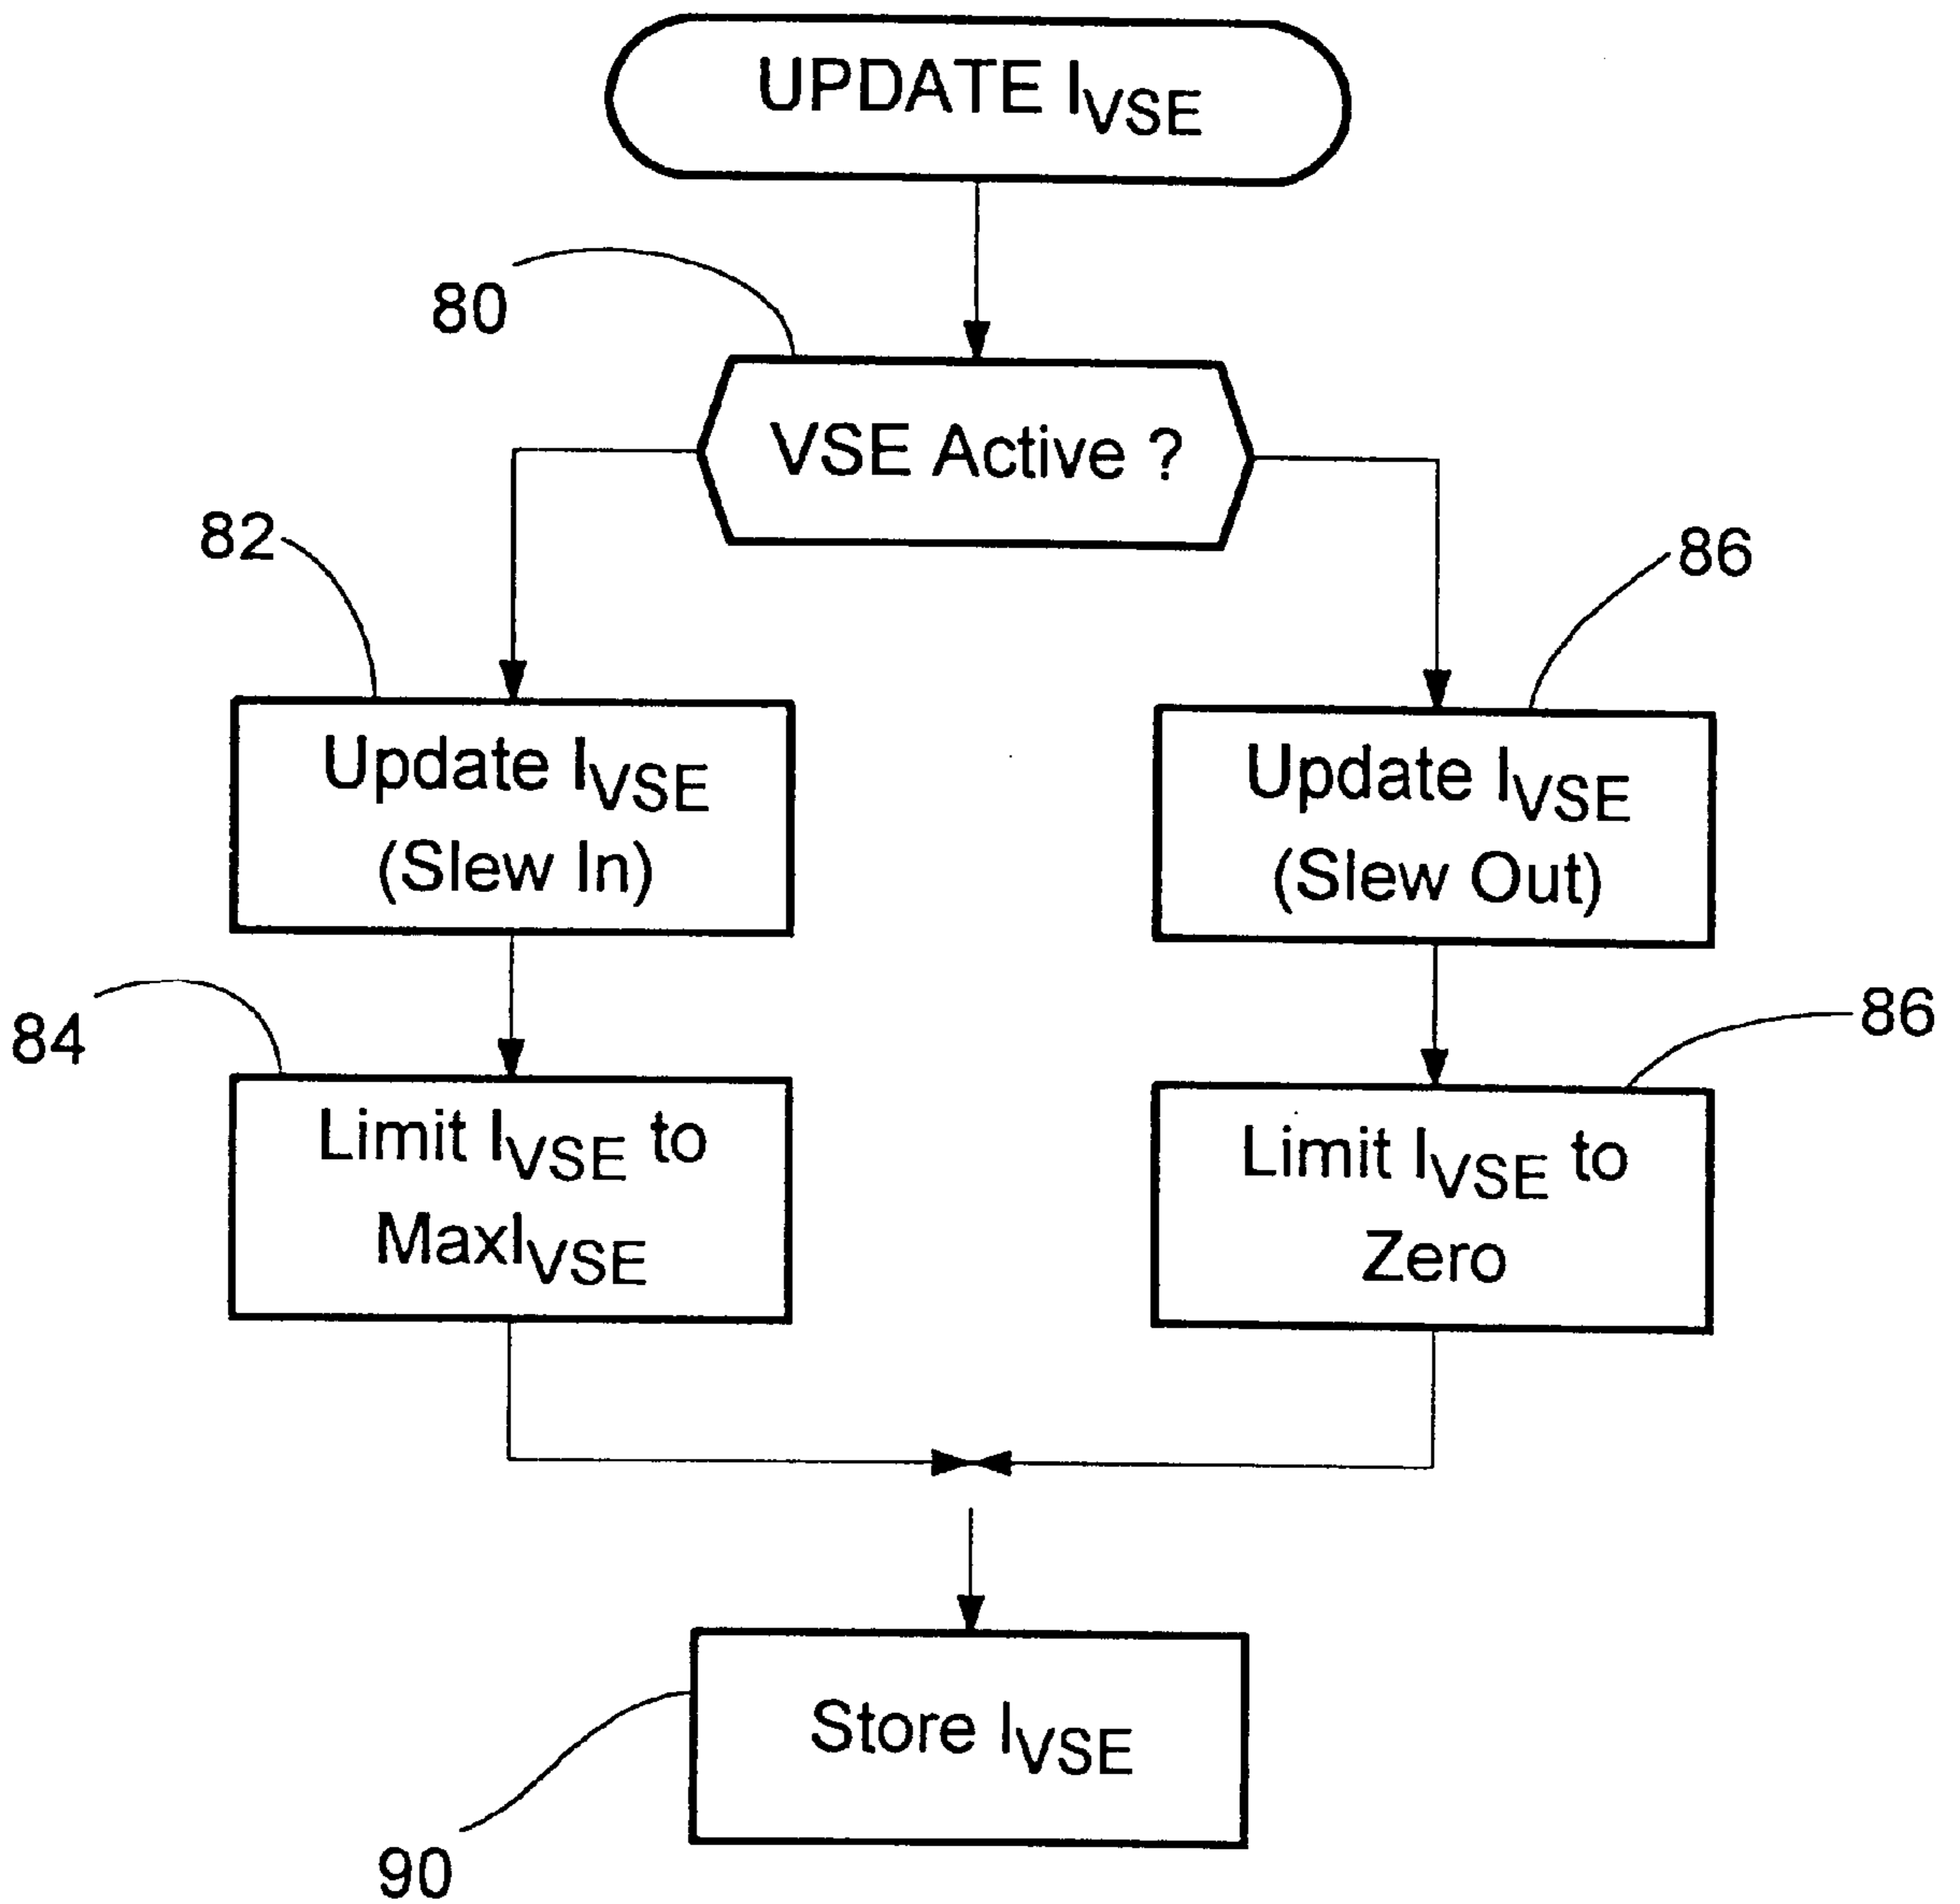 UPDATE IVSE
80
VSE Active ?
82
86
Update IVSE
(Slew In)
Update IVSE
(Slew Out)
84
86
Limit IVSE to
MaxIVSE
Limit IVSE to
Zero
Store IVSE
90